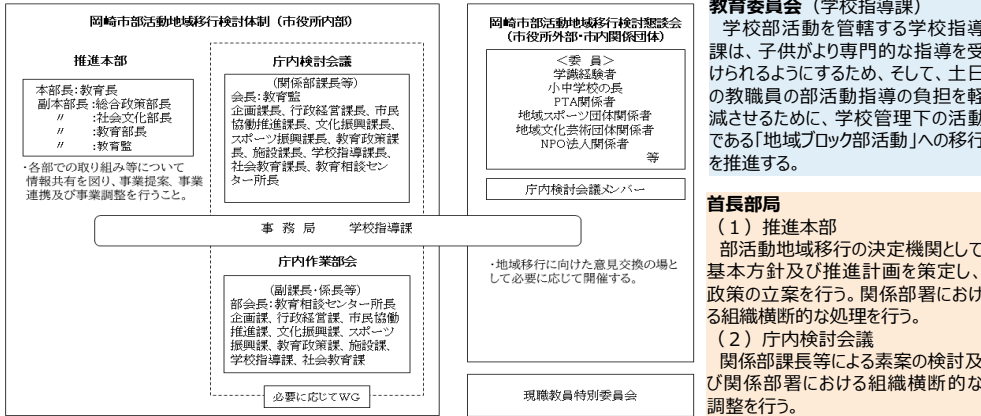 岡崎市部活動地域移行検討体制（市役所内部）
推進本部
本部長：教育長
副本部長：総合政策部長
〃　：社会文化部長
〃　：教育部長
〃　：教育監
・各部での取り組み等について
情報共有を図り、事業提案、事業
連携及び事業調整を行うこと。
庁内検討会議
（関係部課長等）
会長：教育監
企画課長、行政経営課長、市民
協働推進課長、文化振興課長、
スポーツ振興課長、教育政策課
長、施設課長、学校指導課長、
社会教育課長、教育相談セン
ター所長
事　務　局　　学校指導課
庁内作業部会
（副課長・係長等）
部会長：教育相談センター所長
企画課、行政経営課、市民協働
推進課、文化振興課、スポーツ
振興課、教育政策課、施設課、
学校指導課、社会教育課
必要に応じてWG
岡崎市部活動地域移行検討懇談会
（市役所外部・市内関係団体）
＜委　員＞
学識経験者
小中学校の長
PTA関係者
地域スポーツ団体関係者
地域文化芸術団体関係者
NPO法人関係者
等
庁内検討会議メンバー
・地域移行に向けた意見交換の場と
して必要に応じて開催する。
現職教員特別委員会
教育委員会（学校指導課）
学校部活動を管轄する学校指導
課は、子供がより専門的な指導を受
けられるようにするため、そして、土日
の教職員の部活動指導の負担を軽
減させるために、学校管理下の活動
である「地域ブロック部活動」への移行
を推進する。
首長部局
（１）推進本部
部活動地域移行の決定機関として
基本方針及び推進計画を策定し、
政策の立案を行う。関係部署におけ
る組織横断的な処理を行う。
（２）庁内検討会議
関係部課長等による素案の検討及
び関係部署における組織横断的な
調整を行う。